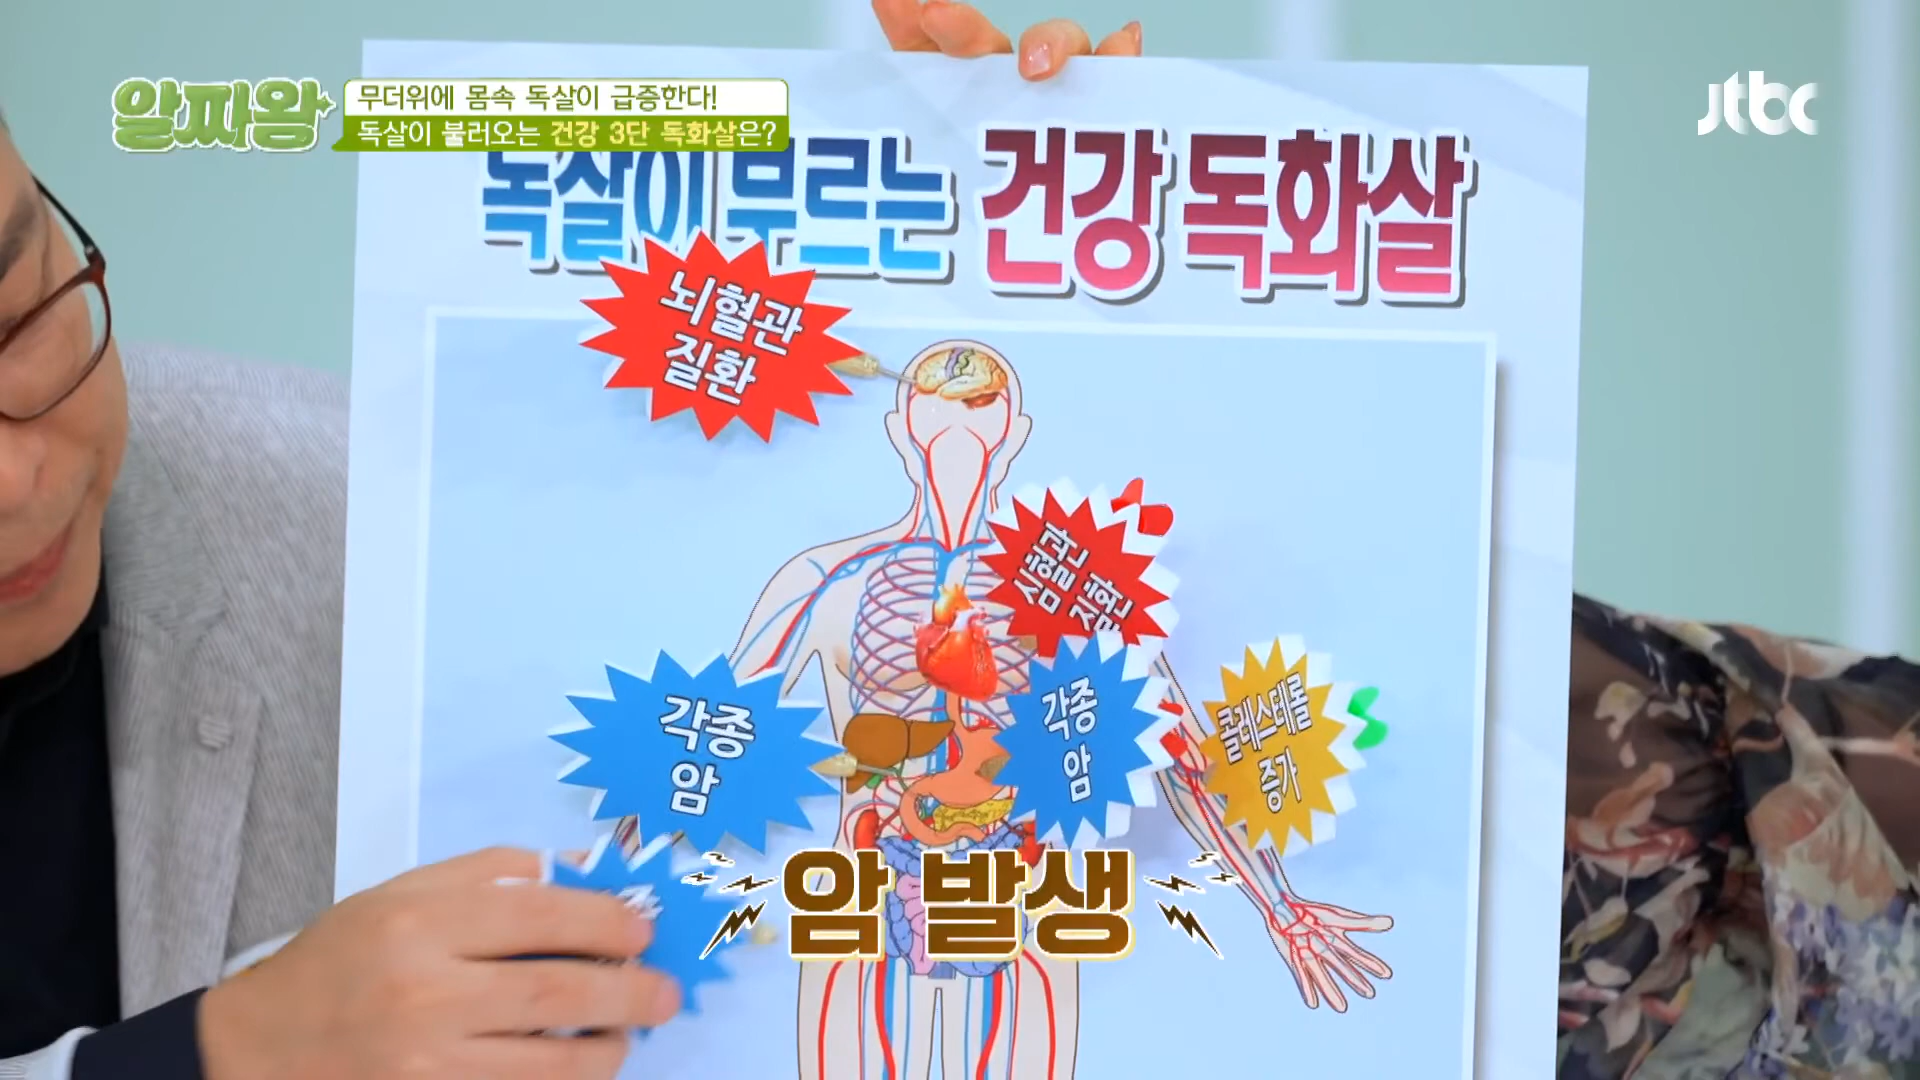 알짜왕
무더위에 몸속 독살이 급증한다!
독살이 불러오는 건강 3단 독화살은?
jtbc
독살이 부르는 건강 독화살
뇌혈관
질환
심혈관
질환
각종
암
각종
암
콜레스테롤
증가
암 발생